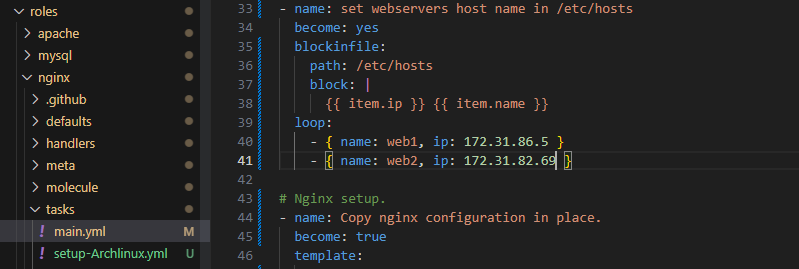 roles
apache
mysql
nginx
.github
defaults
handlers
meta
molecule
tasks
! main.yml M
! setup-Archlinux.yml U
33 - name: set webservers host name in /etc/hosts
34 become: yes
35 blockinfile:
36 path: /etc/hosts
37 block: |
38 {{ item.ip }} {{ item.name }}
39 loop:
40 - { name: web1, ip: 172.31.86.5 }
41 - { name: web2, ip: 172.31.82.69 }
42
43 # Nginx setup.
44 - name: Copy nginx configuration in place.
45 become: true
46 template: